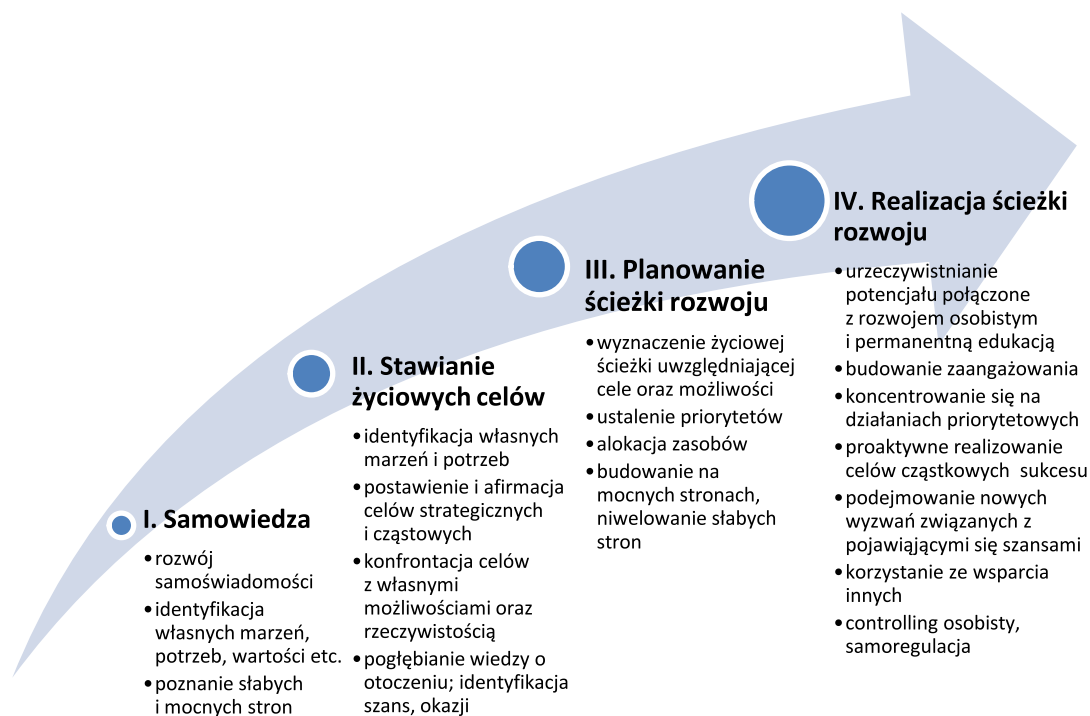 I. Samowiedza
•rozwój
samoświadomości
•identyfikacja
własnych marzeń,
potrzeb, wartości etc.
•poznanie słabych
i mocnych stron
II. Stawianie
życiowych celów
•identyfikacja własnych
marzeń i potrzeb
•postawienie i afirmacja
celów strategicznych
i cząstowych
•konfrontacja celów
z własnymi
możliwościami oraz
rzeczywistością
•pogłębianie wiedzy o
otoczeniu; identyfikacja
szans, okazji
III. Planowanie
ścieżki rozwoju
•wyznaczenie życiowej
ścieżki uwzględniającej
cele oraz możliwości
•ustalenie priorytetów
•alokacja zasobów
•budowanie na
mocnych stronach,
niwelowanie słabych
stron
IV. Realizacja ścieżki
rozwoju
•urzeczywistnianie
potencjału połączone
z rozwojem osobistym
i permanentną edukacją
•budowanie zaangażowania
•koncentrowanie się na
działaniach priorytetowych
•proaktywne realizowanie
celów cząstkowych  sukcesu
•podejmowanie nowych
wyzwań związanych z
pojawiąjącymi się szansami
•korzystanie ze wsparcia
innych
•controlling osobisty,
samoregulacja